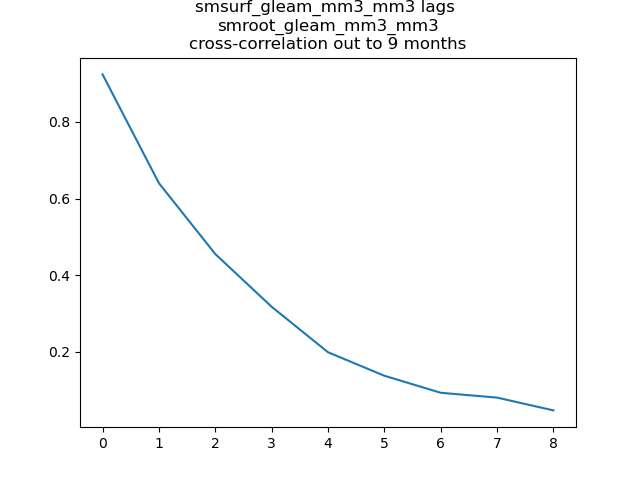 smsurf_gleam_mm3_mm3 lags
smroot_gleam_mm3_mm3
cross-correlation out to 9 months
0.8
0.6
0.4
0.2
0 1 2 3 4 5 6 7 8